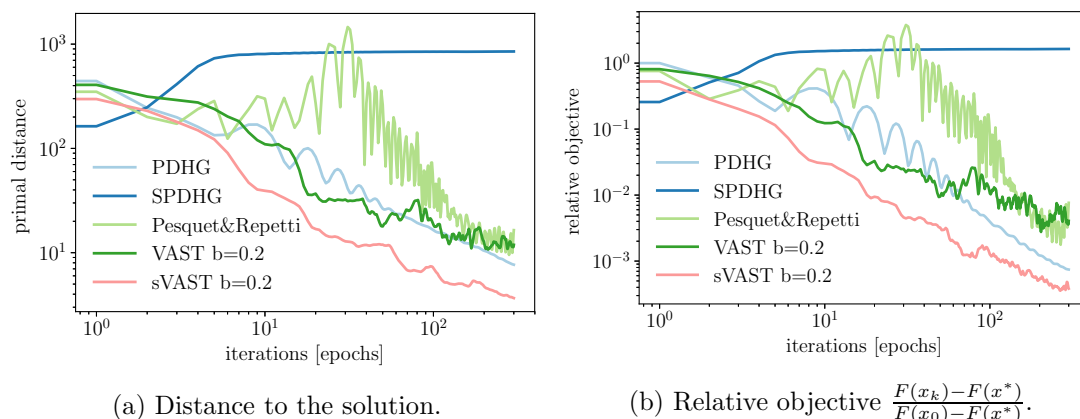 10³
10²
10¹
primal distance
PDHG
SPDHG
Pesquet&Repetti
VAST b=0.2
sVAST b=0.2
10⁰ 10¹ 10²
iterations [epochs]
(a) Distance to the solution.
10⁰
10⁻¹
10⁻²
10⁻³
relative objective
PDHG
SPDHG
Pesquet&Repetti
VAST b=0.2
sVAST b=0.2
10⁰ 10¹ 10²
iterations [epochs]
(b) Relative objective F(x_k)−F(x*) / F(x₀)−F(x*).